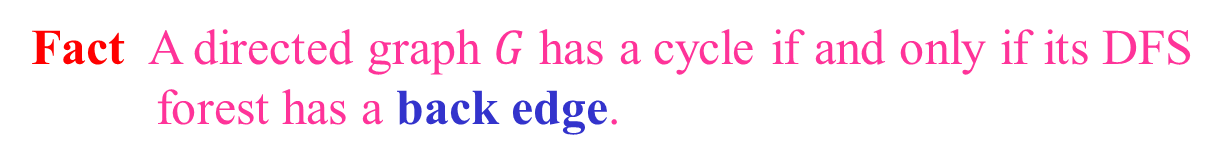 Fact A directed graph G has a cycle if and only if its DFS
forest has a back edge.